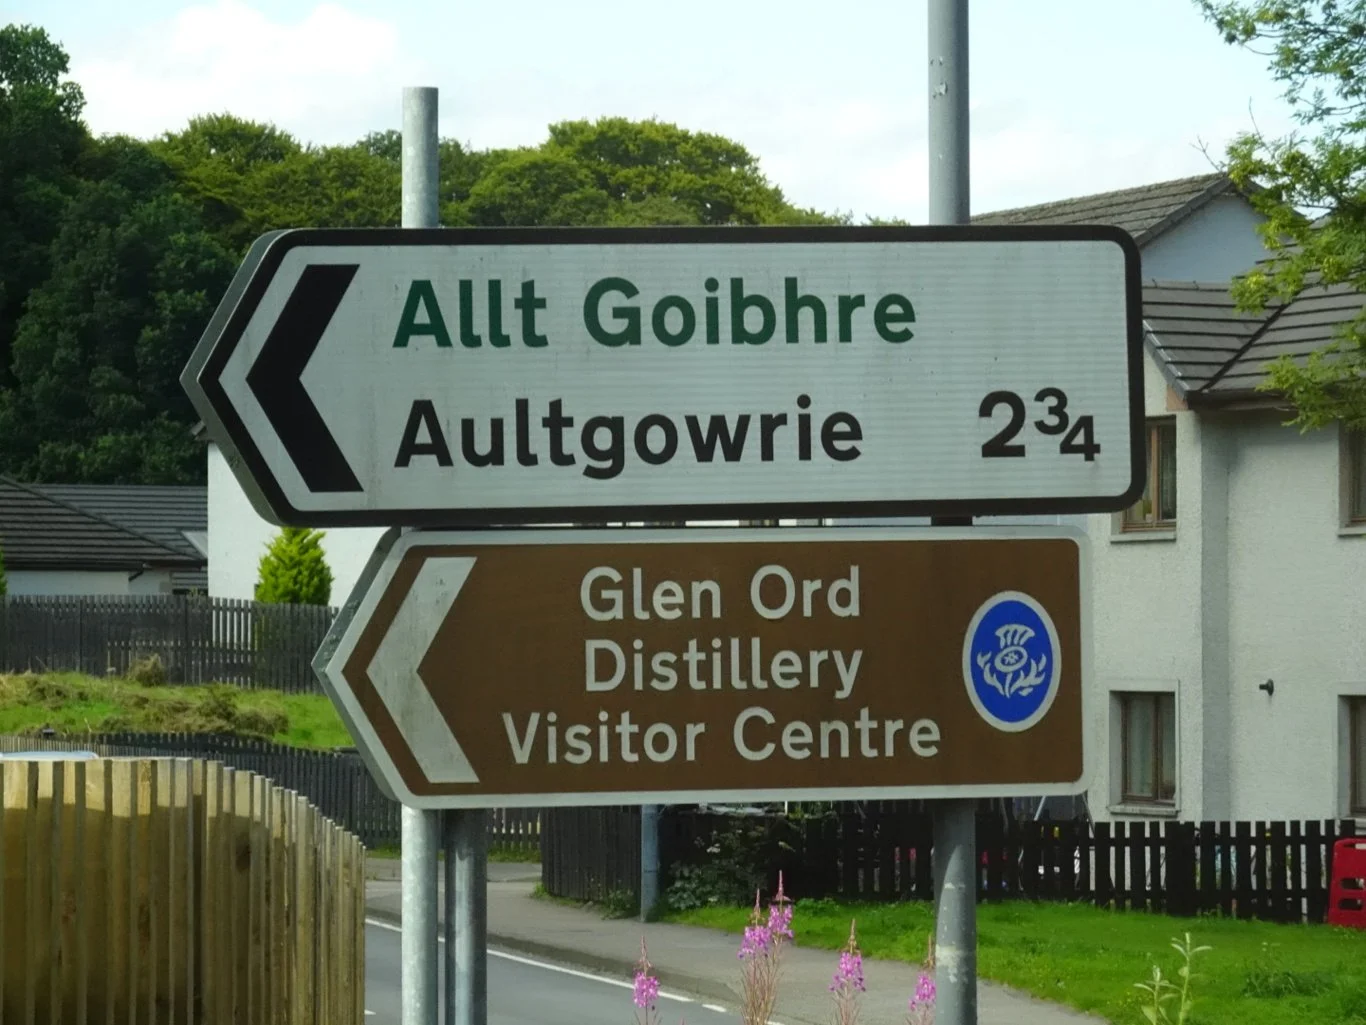 Allt Goibhre
Aultgowrie 2¾
Glen Ord
Distillery
Visitor Centre